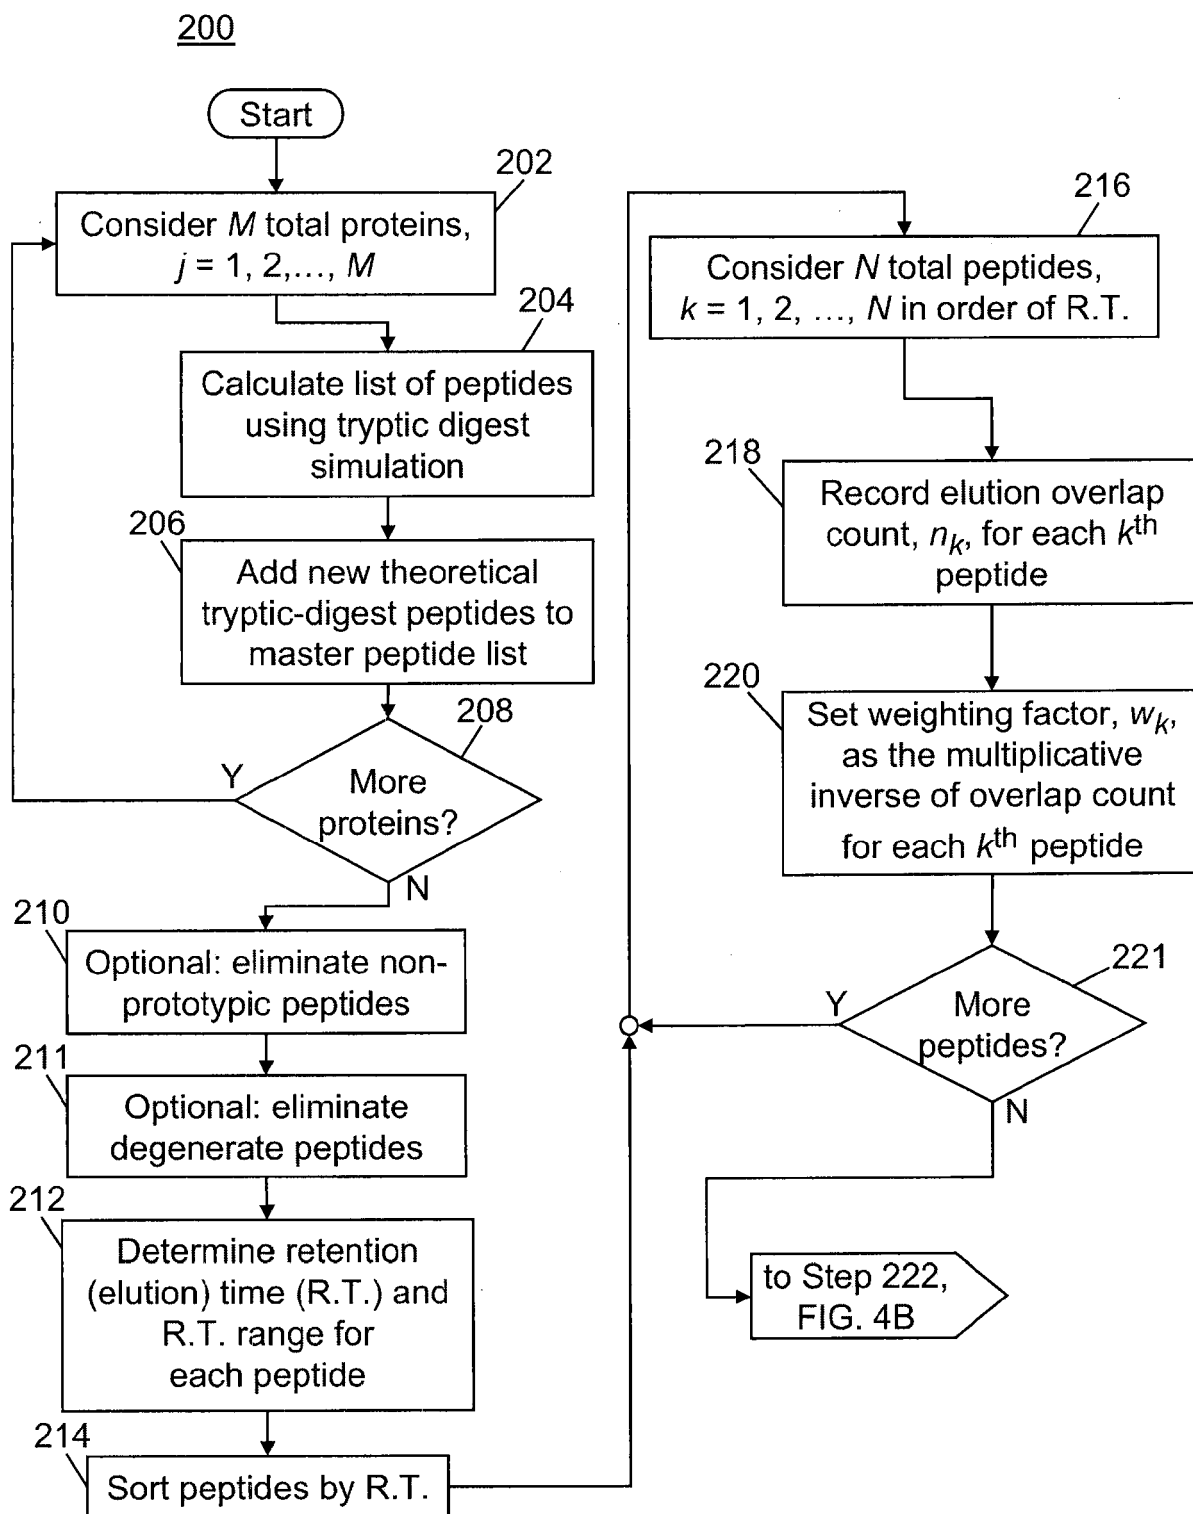 200
Start
202
Consider M total proteins,
j = 1, 2,..., M
204
Calculate list of peptides
using tryptic digest
simulation
206
Add new theoretical
tryptic-digest peptides to
master peptide list
208
More
proteins?
Y
N
210
Optional: eliminate non-
prototypic peptides
211
Optional: eliminate
degenerate peptides
212
Determine retention
(elution) time (R.T.) and
R.T. range for
each peptide
214
Sort peptides by R.T.
216
Consider N total peptides,
k = 1, 2, ..., N in order of R.T.
218
Record elution overlap
count, nk, for each kth
peptide
220
Set weighting factor, wk,
as the multiplicative
inverse of overlap count
for each kth peptide
221
More
peptides?
Y
N
to Step 222,
FIG. 4B